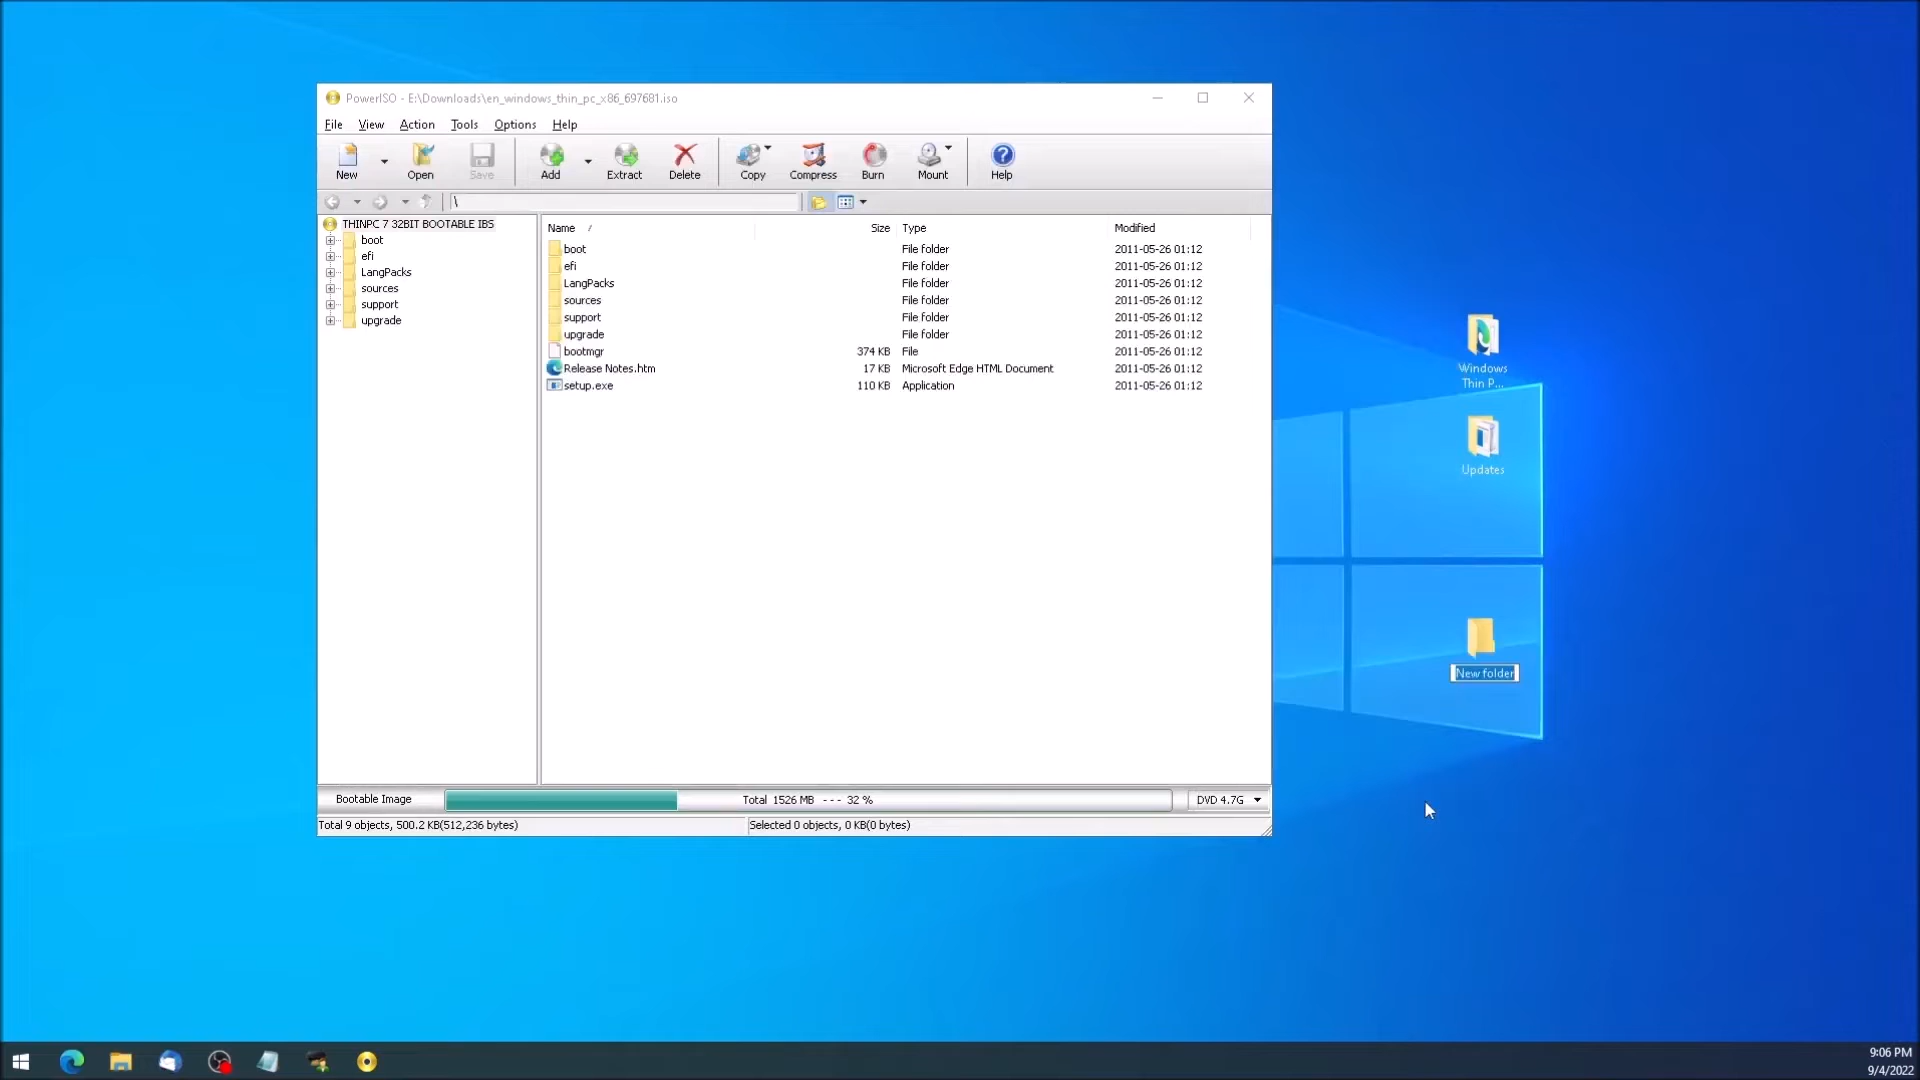 PowerISO - E:\Downloads\en_windows_thin_pc_x86_697681.iso
File View Action Tools Options Help
New Open Save Add Extract Delete Copy Compress Burn Mount Help
\
THINPC 7 32BIT BOOTABLE IBS
boot
efi
LangPacks
sources
support
upgrade
Name / Size Type Modified
boot File folder 2011-05-26 01:12
efi File folder 2011-05-26 01:12
LangPacks File folder 2011-05-26 01:12
sources File folder 2011-05-26 01:12
support File folder 2011-05-26 01:12
upgrade File folder 2011-05-26 01:12
bootmgr 374 KB File 2011-05-26 01:12
Release Notes.htm 17 KB Microsoft Edge HTML Document 2011-05-26 01:12
setup.exe 110 KB Application 2011-05-26 01:12
Bootable Image Total 1526 MB --- 32 % DVD 4.7G
Total 9 objects, 500.2 KB(512,236 bytes) Selected 0 objects, 0 KB(0 bytes)
Windows
Thin P...
Updates
New folder
9:06 PM
9/4/2022